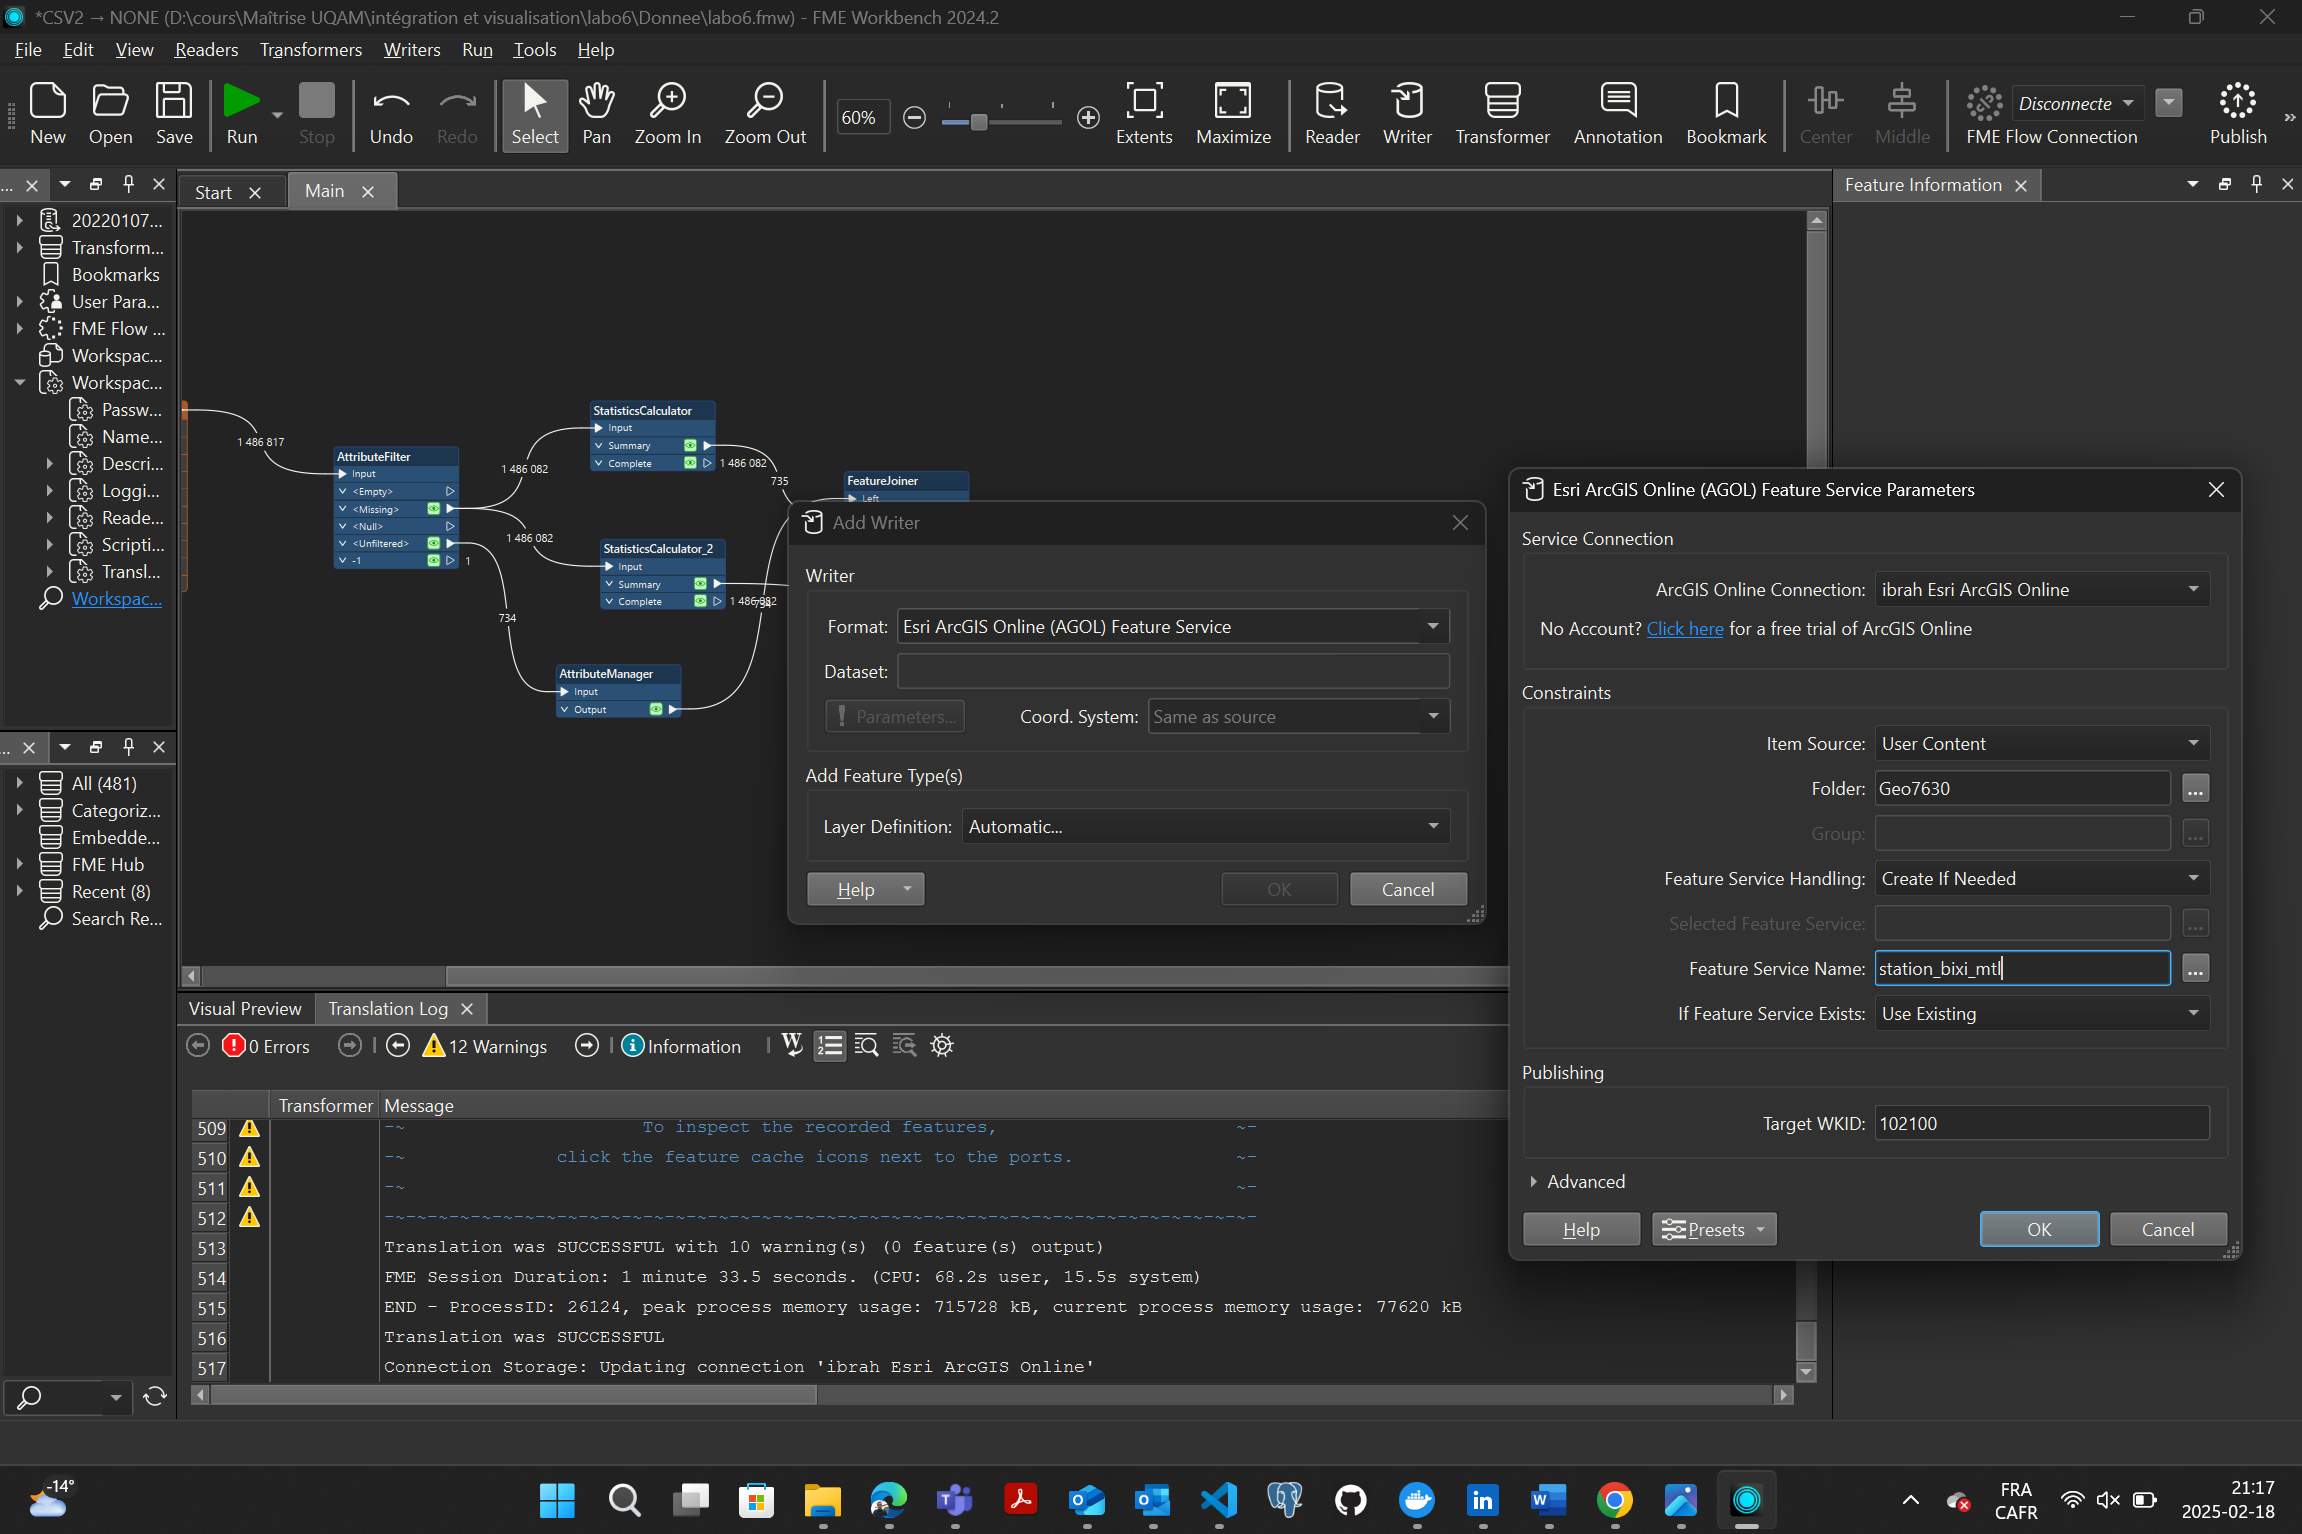 *CSV2 → NONE (D:\cours\Maîtrise UQAM\intégration et visualisation\labo6\Donnee\labo6.fmw) - FME Workbench 2024.2
File Edit View Readers Transformers Writers Run Tools Help
New Open Save Run Stop Undo Redo Select Pan Zoom In Zoom Out 60% Extents Maximize Reader Writer Transformer Annotation Bookmark Center Middle Disconnecte FME Flow Connection Publish »
...
Start Main
Feature Information
20220107...
Transform...
Bookmarks
User Para...
FME Flow ...
Workspac...
Workspac...
Passw...
Name...
Descri...
Loggi...
Reade...
Scripti...
Transl...
Workspac...
1 486 817
AttributeFilter
Input
<Empty>
<Missing>
<Null>
<Unfiltered>
-1
1
1 486 082
1 486 082
734
StatisticsCalculator
Input
Summary
Complete
1 486 082
735
StatisticsCalculator_2
Input
Summary
Complete
1 486 082
734
AttributeManager
Input
Output
FeatureJoiner
Left
Add Writer
Writer
Format: Esri ArcGIS Online (AGOL) Feature Service
Dataset:
Parameters...
Coord. System: Same as source
Add Feature Type(s)
Layer Definition: Automatic...
Help OK Cancel
Esri ArcGIS Online (AGOL) Feature Service Parameters
Service Connection
ArcGIS Online Connection: ibrah Esri ArcGIS Online
No Account? Click here for a free trial of ArcGIS Online
Constraints
Item Source: User Content
Folder: Geo7630 ...
Group: ...
Feature Service Handling: Create If Needed
Selected Feature Service: ...
Feature Service Name: station_bixi_mtl ...
If Feature Service Exists: Use Existing
Publishing
Target WKID: 102100
Advanced
Help Presets OK Cancel
...
All (481)
Categoriz...
Embedde...
FME Hub
Recent (8)
Search Re...
Visual Preview Translation Log
0 Errors 12 Warnings Information
Transformer Message
509 -~ To inspect the recorded features, ~-
510 -~ click the feature cache icons next to the ports. ~-
511 -~ ~-
512 -~-~-~-~-~-~-~-~-~-~-~-~-~-~-~-~-~-~-~-~-~-~-~-~-~-~-~-~-~-~-~-~-~-~-~-~-~-~-~-
513 Translation was SUCCESSFUL with 10 warning(s) (0 feature(s) output)
514 FME Session Duration: 1 minute 33.5 seconds. (CPU: 68.2s user, 15.5s system)
515 END - ProcessID: 26124, peak process memory usage: 715728 kB, current process memory usage: 77620 kB
516 Translation was SUCCESSFUL
517 Connection Storage: Updating connection 'ibrah Esri ArcGIS Online'
-14°
FRA
CAFR
21:17
2025-02-18